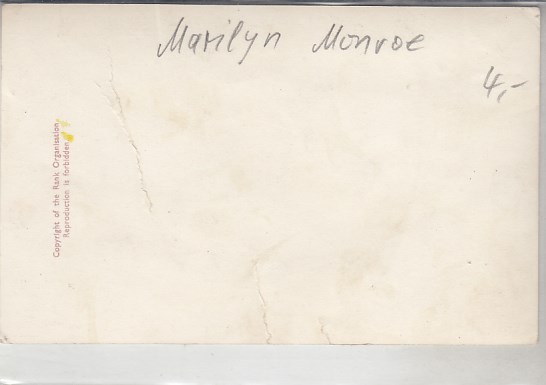 Marilyn Monroe
4,-
Copyright of the Rank Organisation.
Reproduction is forbidden